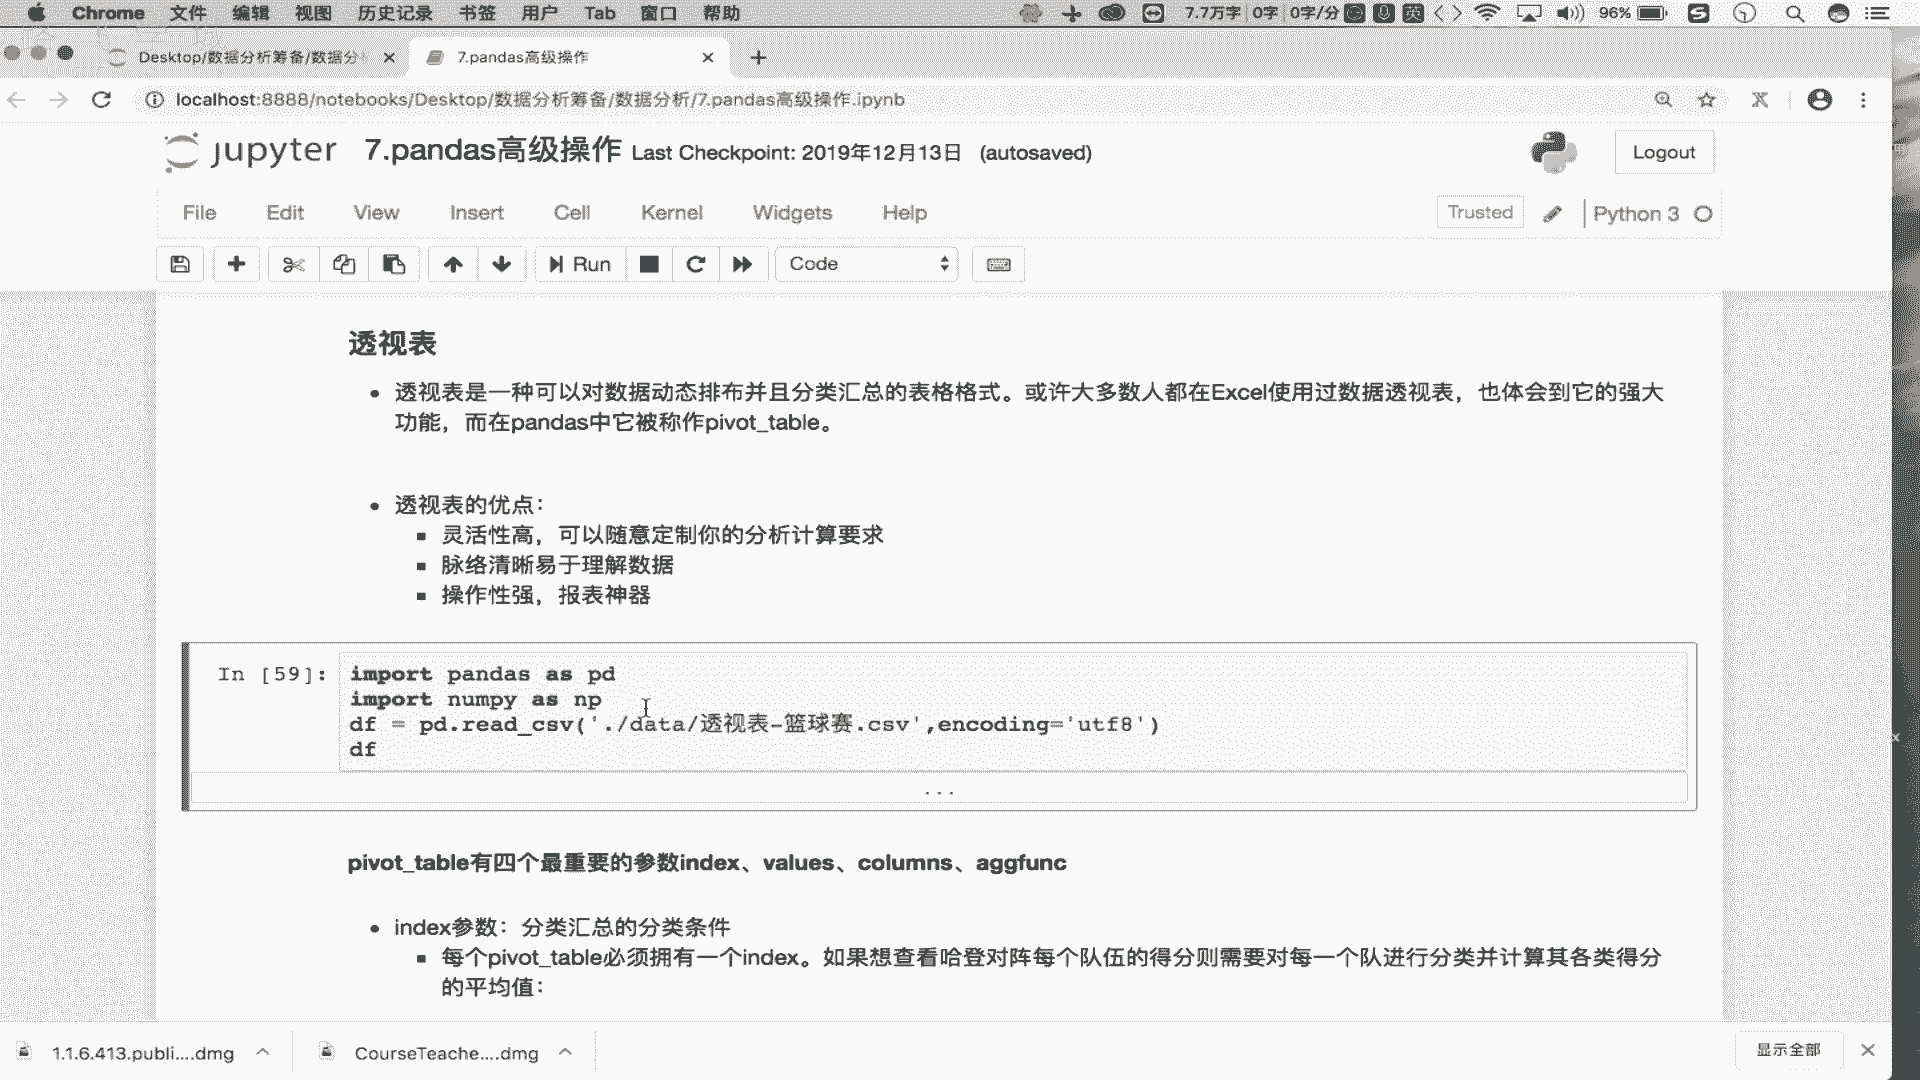 Chrome 文件 编辑 视图 历史记录 书签 用户 Tab 窗口 帮助 7.7万字 0字 0字/分 英 96%
Desktop/数据分析筹备/数据分 7.pandas高级操作
localhost:8888/notebooks/Desktop/数据分析筹备/数据分析/7.pandas高级操作.ipynb
jupyter 7.pandas高级操作 Last Checkpoint: 2019年12月13日 (autosaved) Logout
File Edit View Insert Cell Kernel Widgets Help Trusted Python 3
Run Code
透视表
透视表是一种可以对数据动态排布并且分类汇总的表格格式。或许大多数人都在Excel使用过数据透视表，也体会到它的强大
功能，而在pandas中它被称作pivot_table。
透视表的优点：
灵活性高，可以随意定制你的分析计算要求
脉络清晰易于理解数据
操作性强，报表神器
In [59]: import pandas as pd
import numpy as np
df = pd.read_csv('./data/透视表-篮球赛.csv',encoding='utf8')
df
...
pivot_table有四个最重要的参数index、values、columns、aggfunc
index参数：分类汇总的分类条件
每个pivot_table必须拥有一个index。如果想查看哈登对阵每个队伍的得分则需要对每一个队进行分类并计算其各类得分
的平均值：
1.1.6.413.publi....dmg CourseTeache....dmg 显示全部